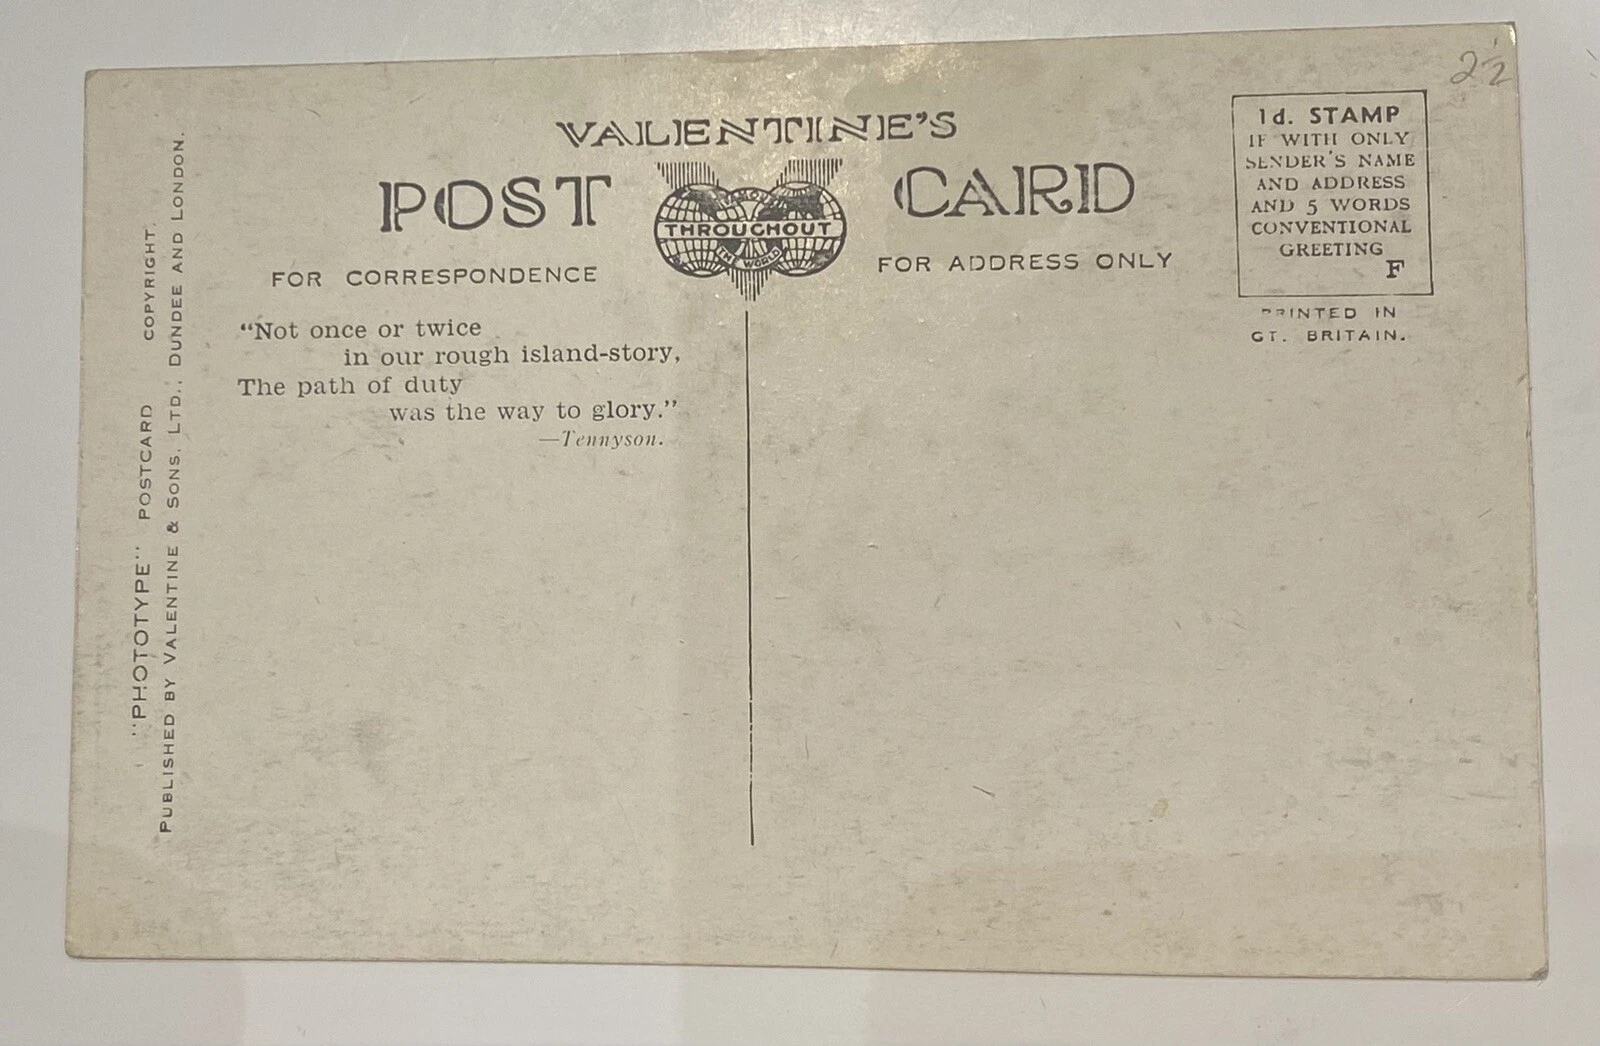 2½
VALENTINE'S
POST CARD
FAMOUS
THROUGHOUT
THE WORLD
FOR CORRESPONDENCE
FOR ADDRESS ONLY
1d. STAMP
IF WITH ONLY
SENDER'S NAME
AND ADDRESS
AND 5 WORDS
CONVENTIONAL
GREETING
F
PRINTED IN
GT. BRITAIN.
"Not once or twice
in our rough island-story,
The path of duty
was the way to glory."
—Tennyson.
"PHOTOTYPE" POSTCARD COPYRIGHT.
PUBLISHED BY VALENTINE & SONS, LTD., DUNDEE AND LONDON.